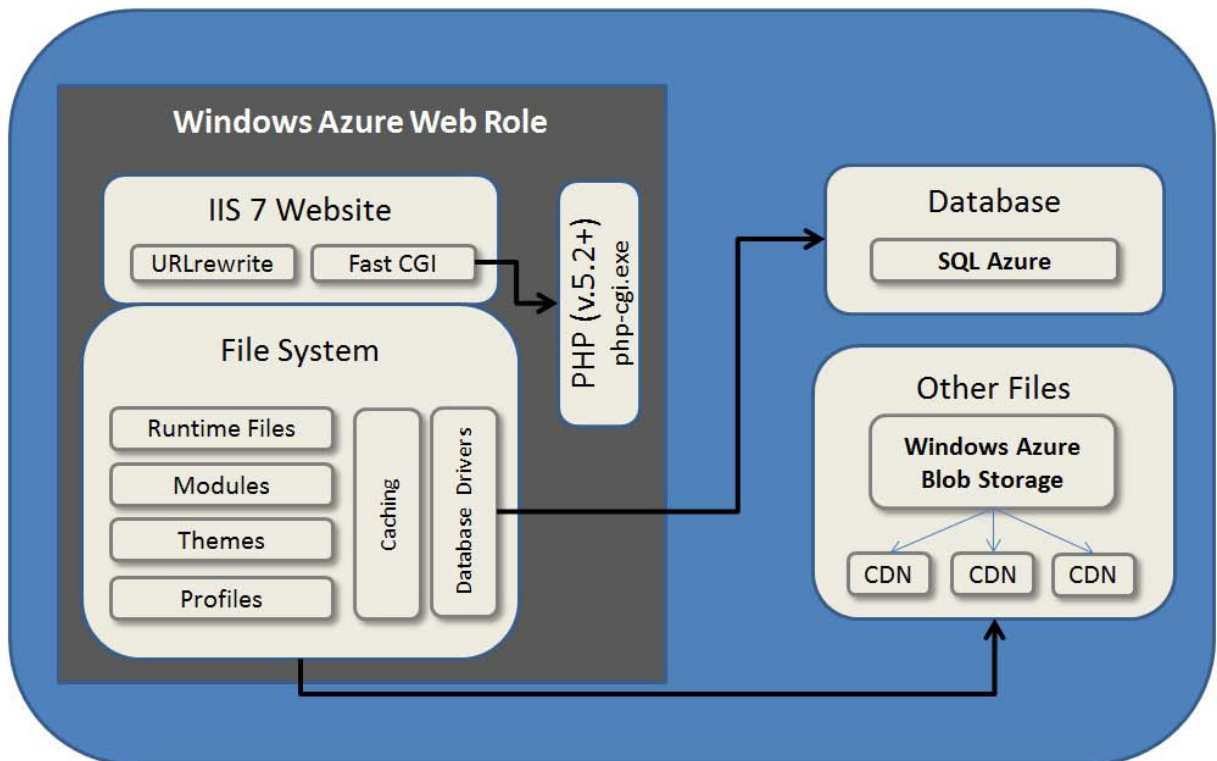 Windows Azure Web Role
IIS 7 Website
URLrewrite
Fast CGI
PHP (v.5.2+)
php-cgi.exe
File System
Runtime Files
Modules
Themes
Profiles
Caching
Database Drivers
Database
SQL Azure
Other Files
Windows Azure
Blob Storage
CDN
CDN
CDN